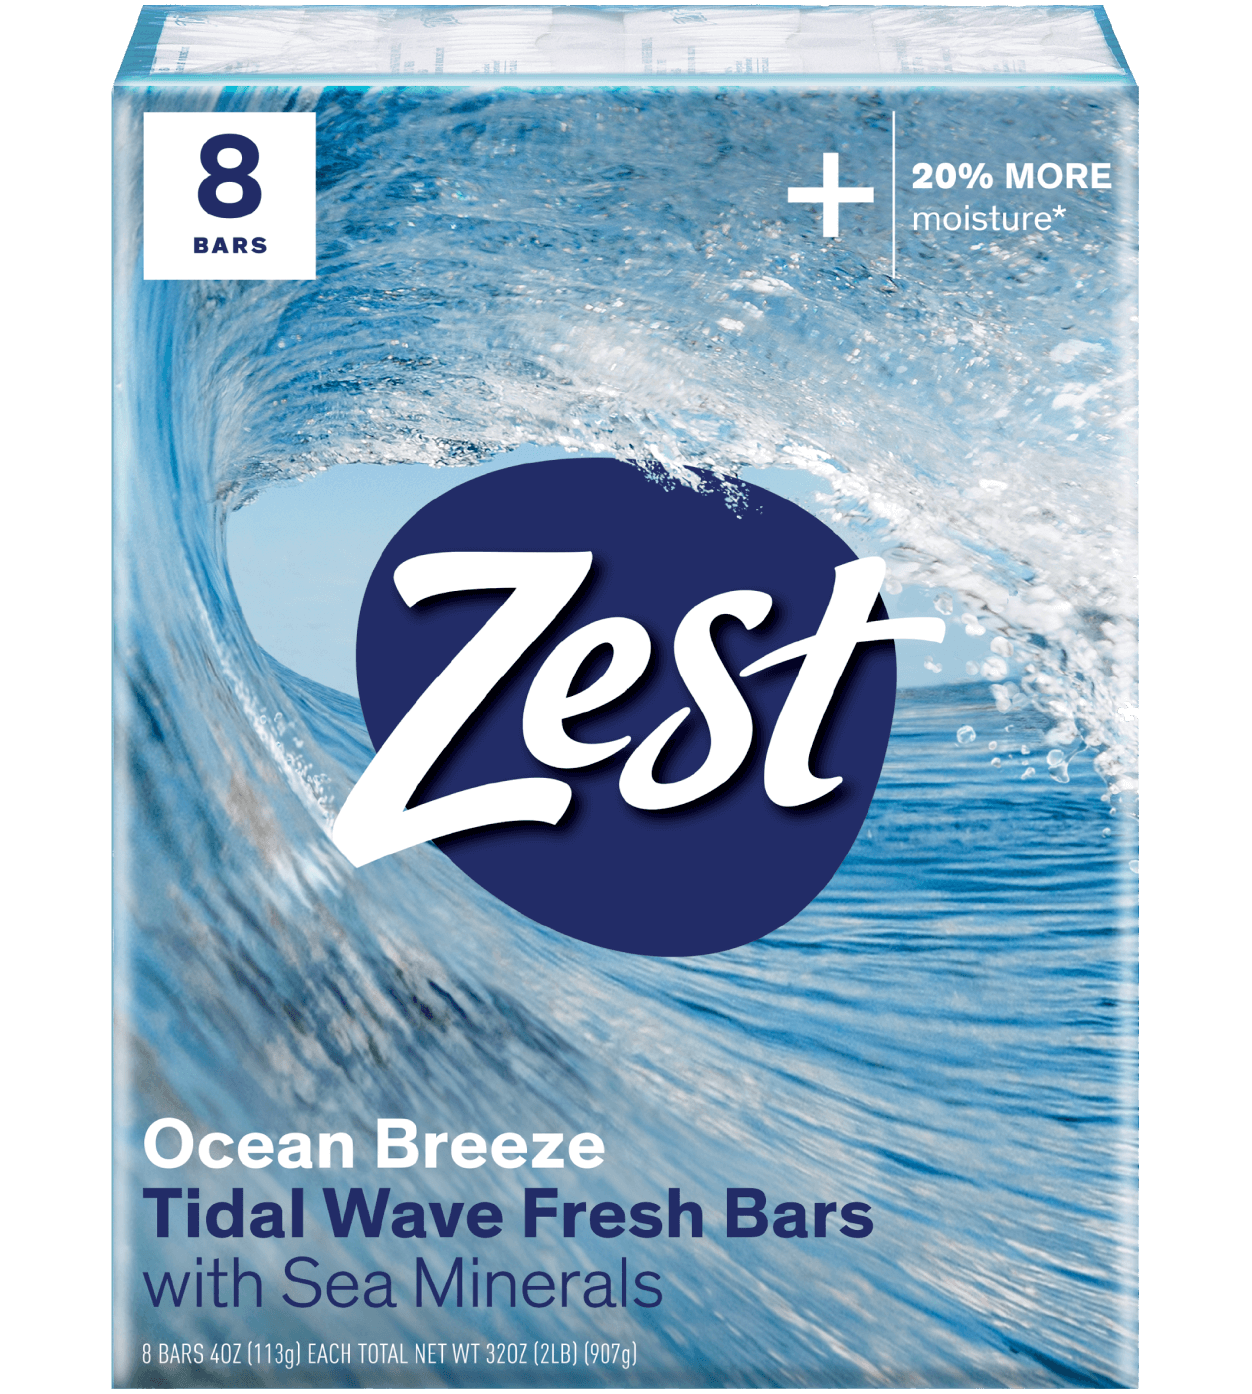 8
BARS
20% MORE
moisture*
Zest
Ocean Breeze
Tidal Wave Fresh Bars
with Sea Minerals
8 BARS 4OZ (113g) EACH TOTAL NET WT 32OZ (2LB) (907g)